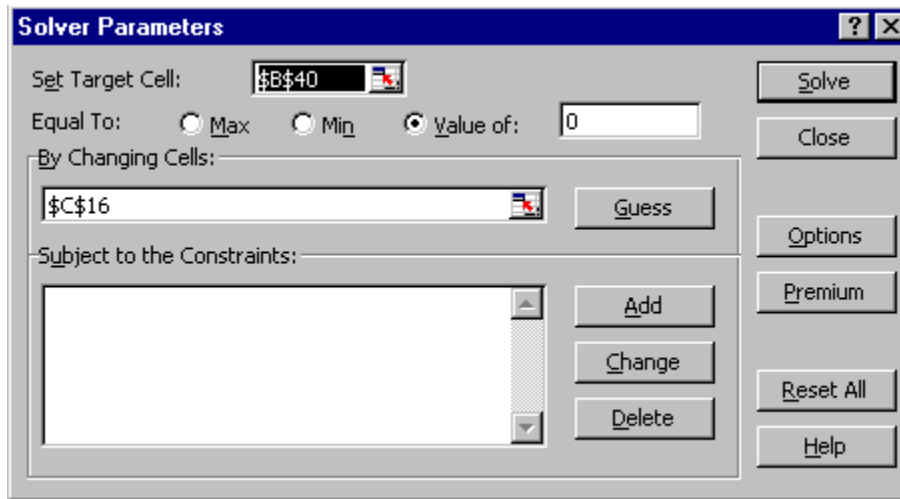 Solver Parameters
Set Target Cell: $B$40 Solve
Equal To: Max Min Value of: 0 Close
By Changing Cells:
$C$16 Guess
Options
Subject to the Constraints:
Premium
Add
Change
Reset All
Delete
Help